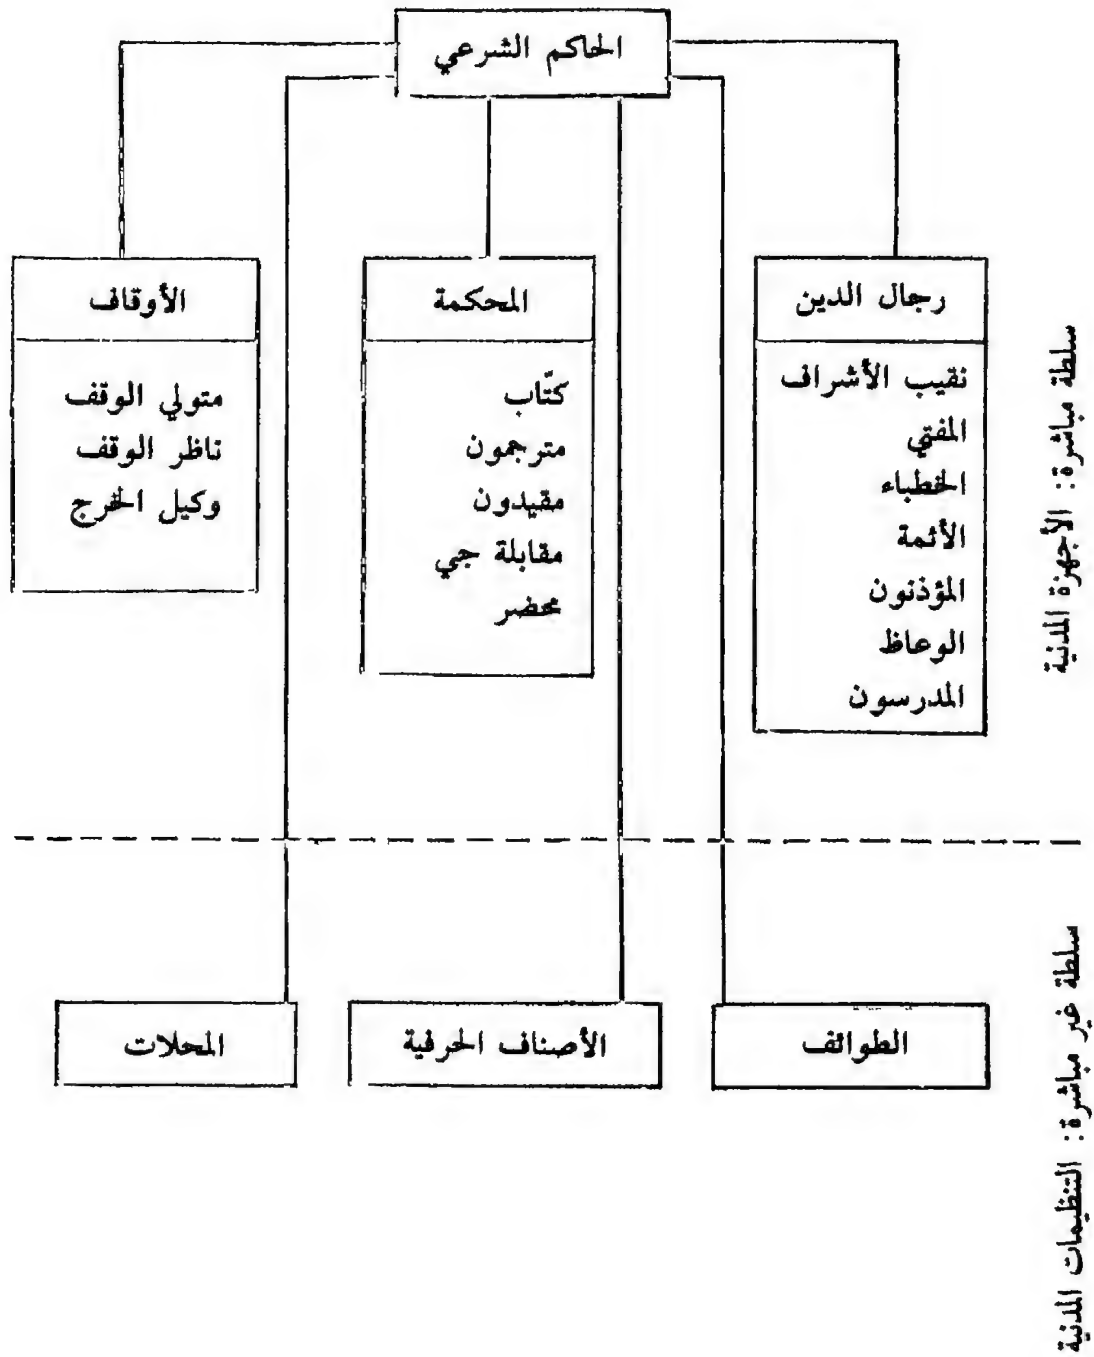 الحاكم الشرعي
رجال الدين
نقيب الأشراف
المفتي
الخطباء
الأئمة
المؤذنون
الوعاظ
المدرسون
المحكمة
كتّاب
مترجمون
مقيدون
مقابلة جي
محضر
الأوقاف
متولي الوقف
ناظر الوقف
وكيل الخرج
سلطة مباشرة: الأجهزة المدنية
الطوائف
الأصناف الحرفية
المحلات
سلطة غير مباشرة: التنظيمات المدنية